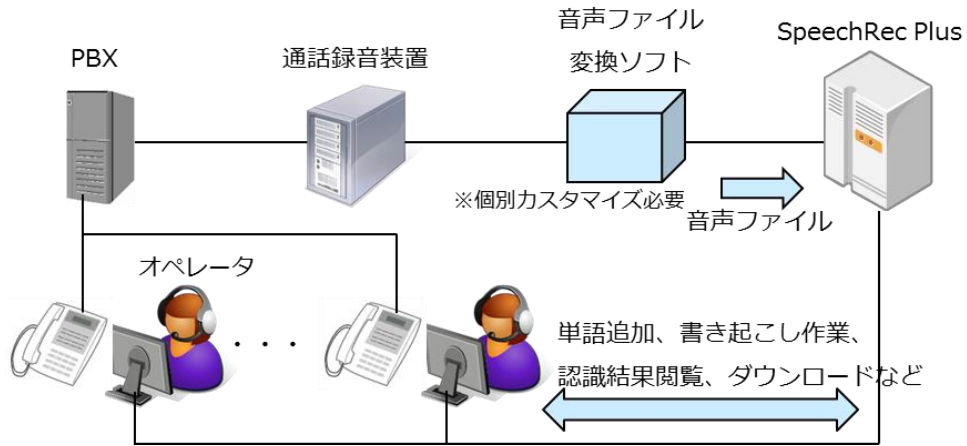 PBX
通話録音装置
音声ファイル
変換ソフト
SpeechRec Plus
※個別カスタマイズ必要
音声ファイル
オペレータ
・・・
単語追加、書き起こし作業、
認識結果閲覧、ダウンロードなど